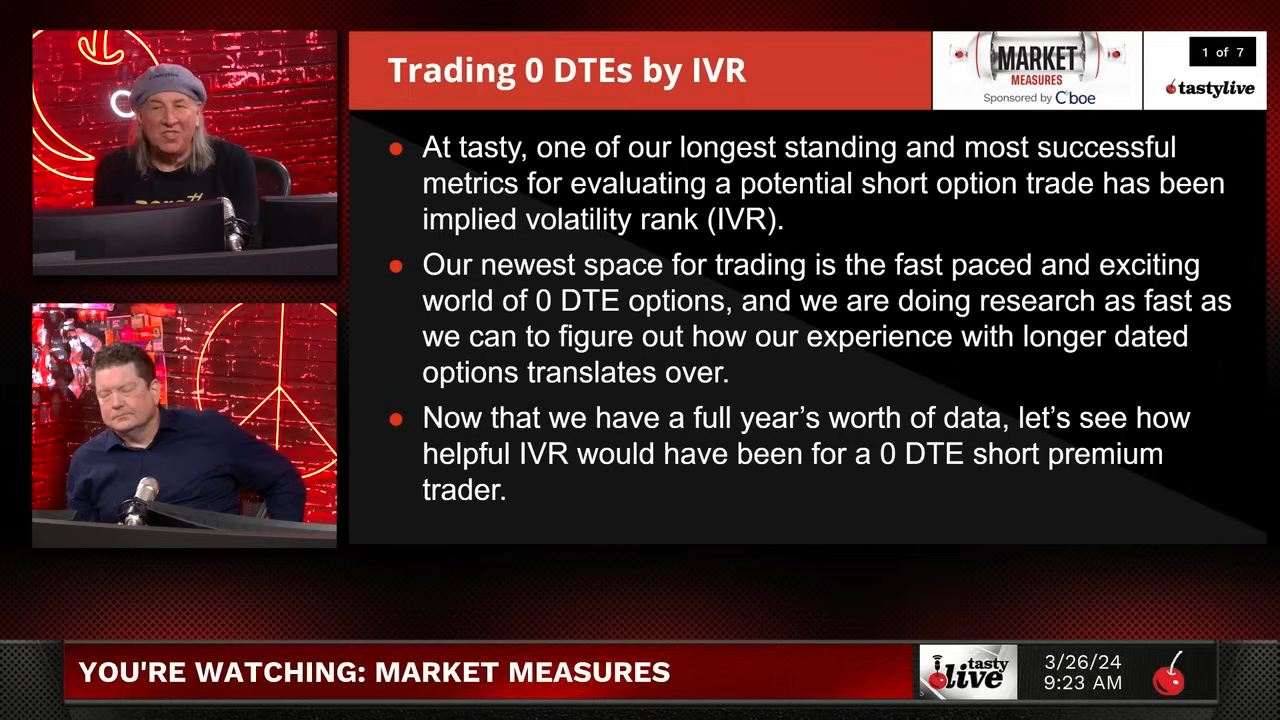 Trading 0 DTEs by IVR
MARKET
MEASURES
Sponsored by Cboe
1 of 7
tastylive
● At tasty, one of our longest standing and most successful
metrics for evaluating a potential short option trade has been
implied volatility rank (IVR).
● Our newest space for trading is the fast paced and exciting
world of 0 DTE options, and we are doing research as fast as
we can to figure out how our experience with longer dated
options translates over.
● Now that we have a full year’s worth of data, let’s see how
helpful IVR would have been for a 0 DTE short premium
trader.
YOU'RE WATCHING: MARKET MEASURES
tasty
live
3/26/24
9:23 AM